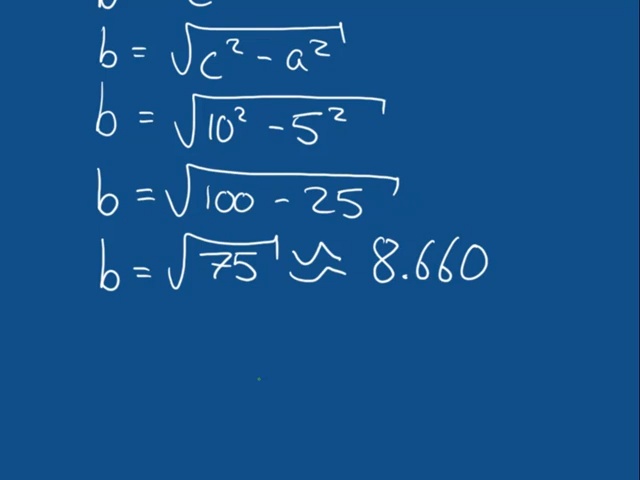 b = √c² - a²
b = √10² - 5²
b = √100 - 25
b = √75 ≈ 8.660